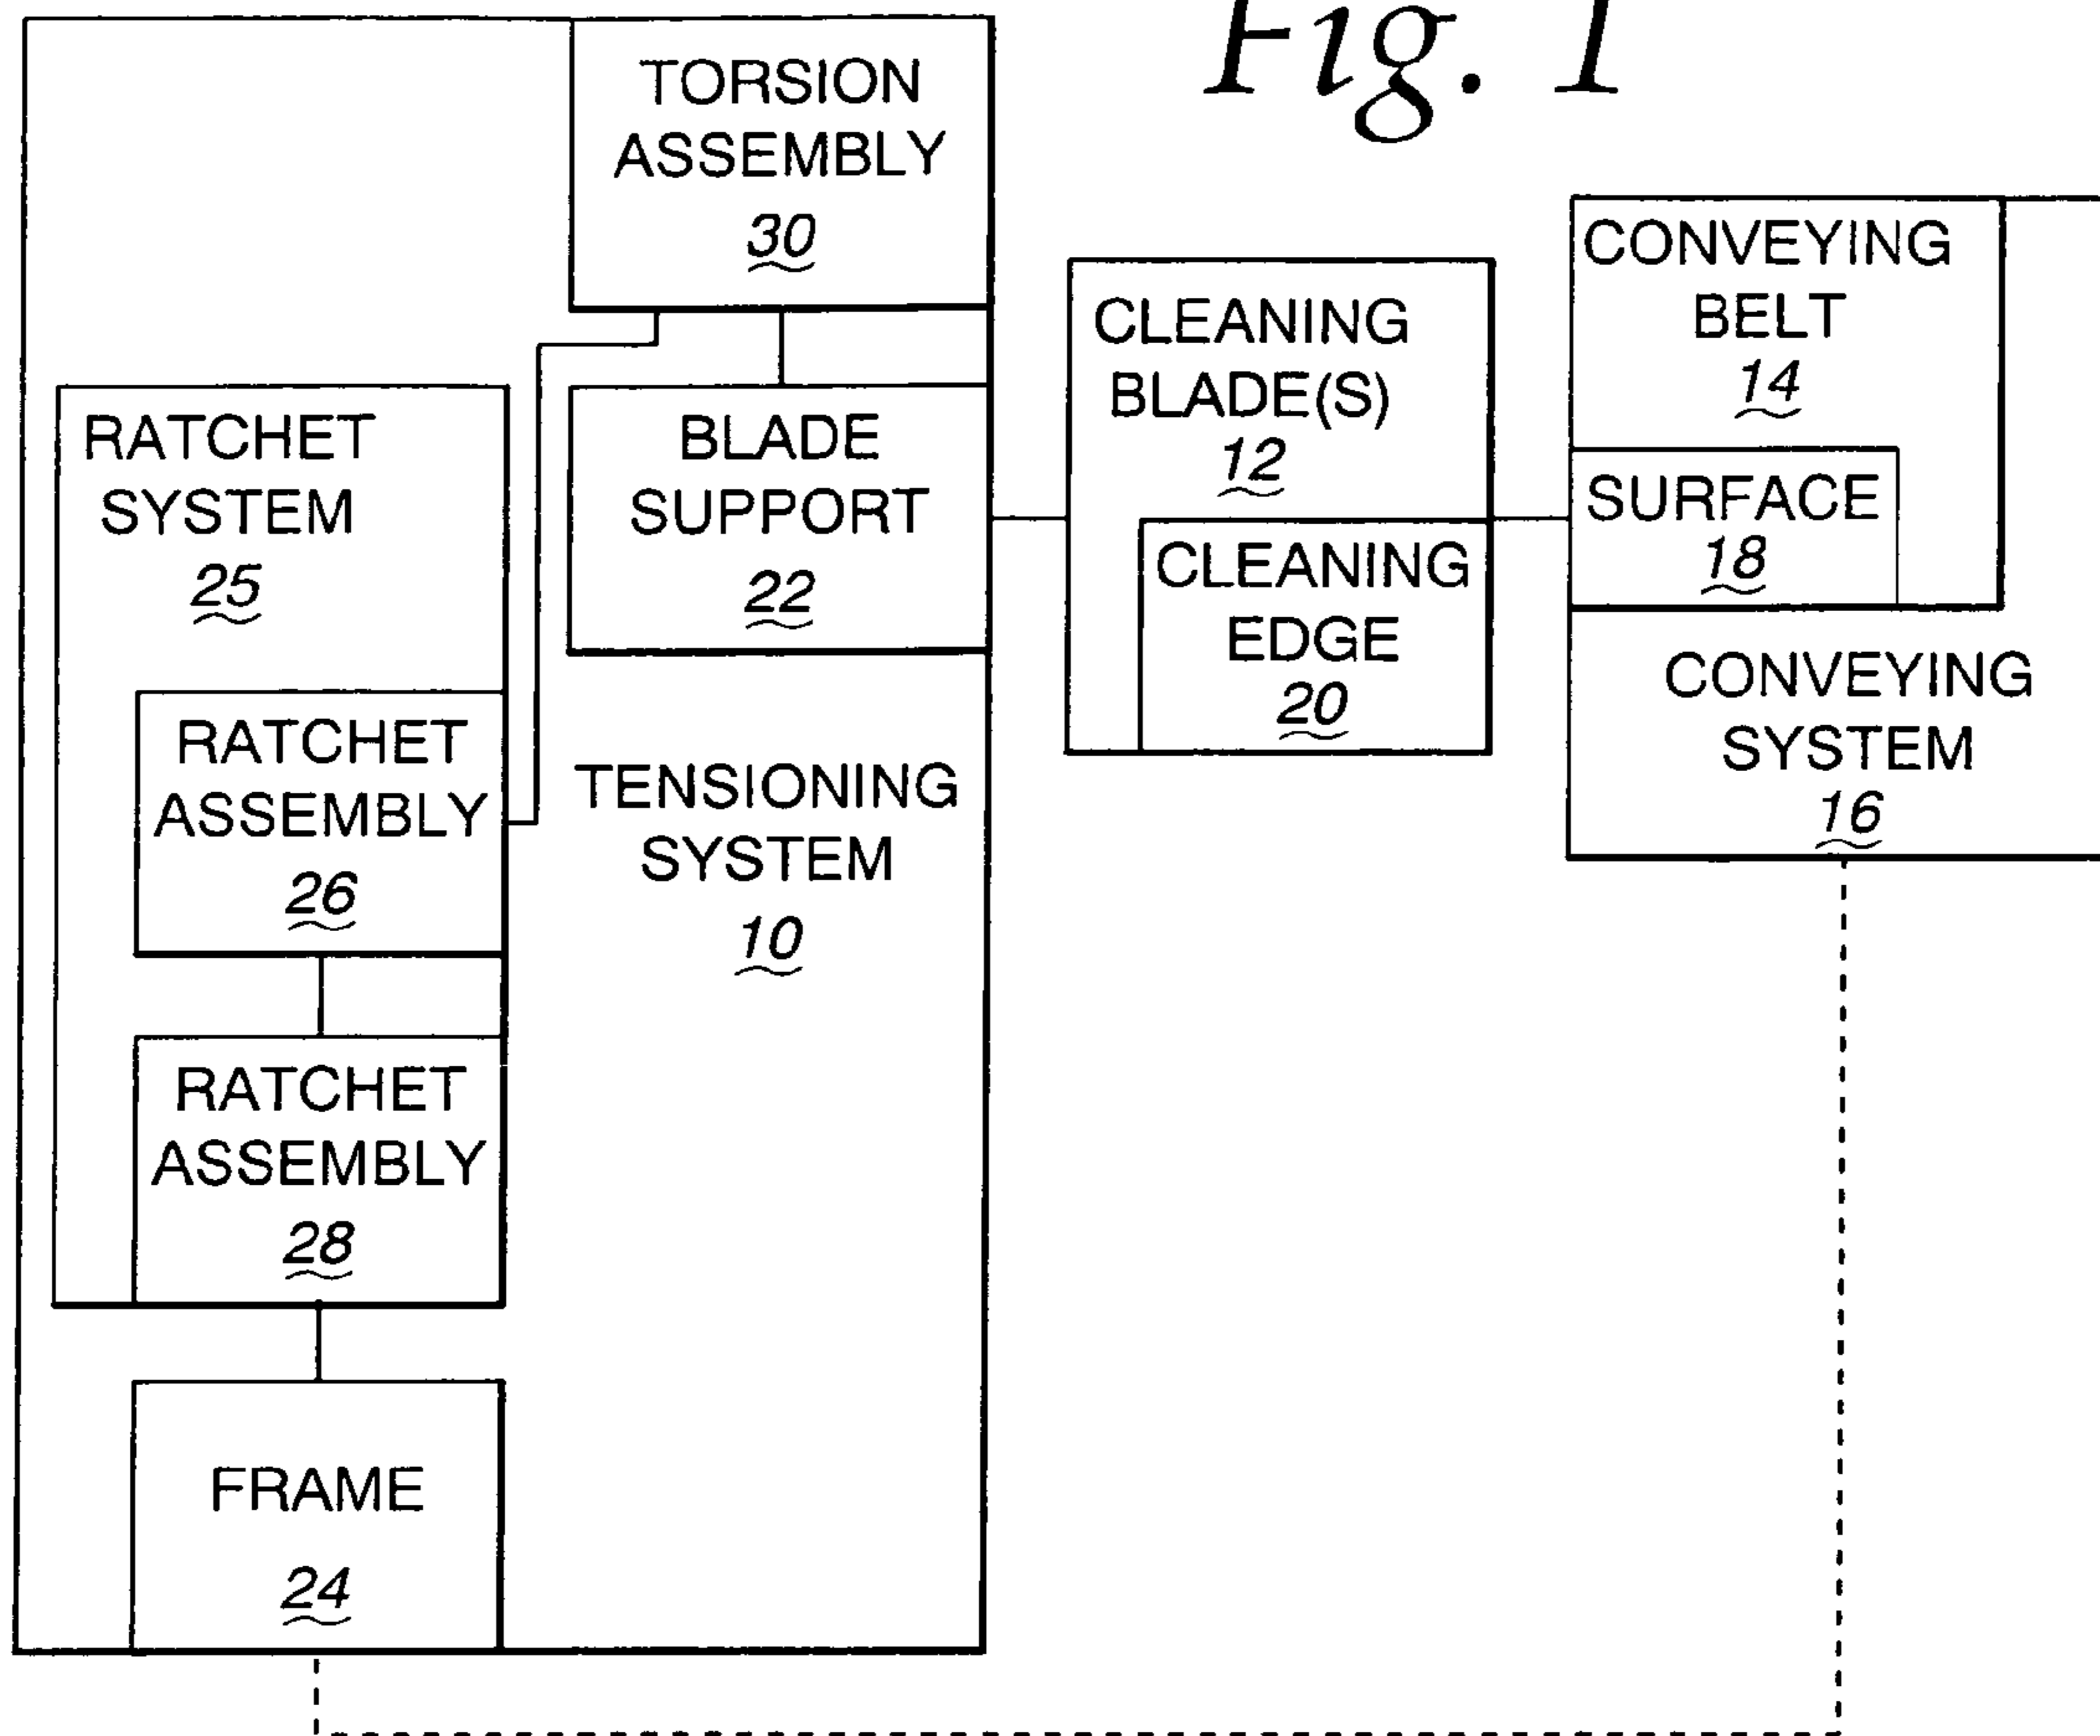 Fig. 1
TORSION
ASSEMBLY
30
RATCHET
SYSTEM
25
BLADE
SUPPORT
22
RATCHET
ASSEMBLY
26
TENSIONING
SYSTEM
10
RATCHET
ASSEMBLY
28
FRAME
24
CLEANING
BLADE(S)
12
CLEANING
EDGE
20
CONVEYING
BELT
14
SURFACE
18
CONVEYING
SYSTEM
16